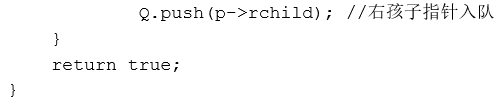 Q.push(p->rchild); //右孩子指针入队
}
return true;
}